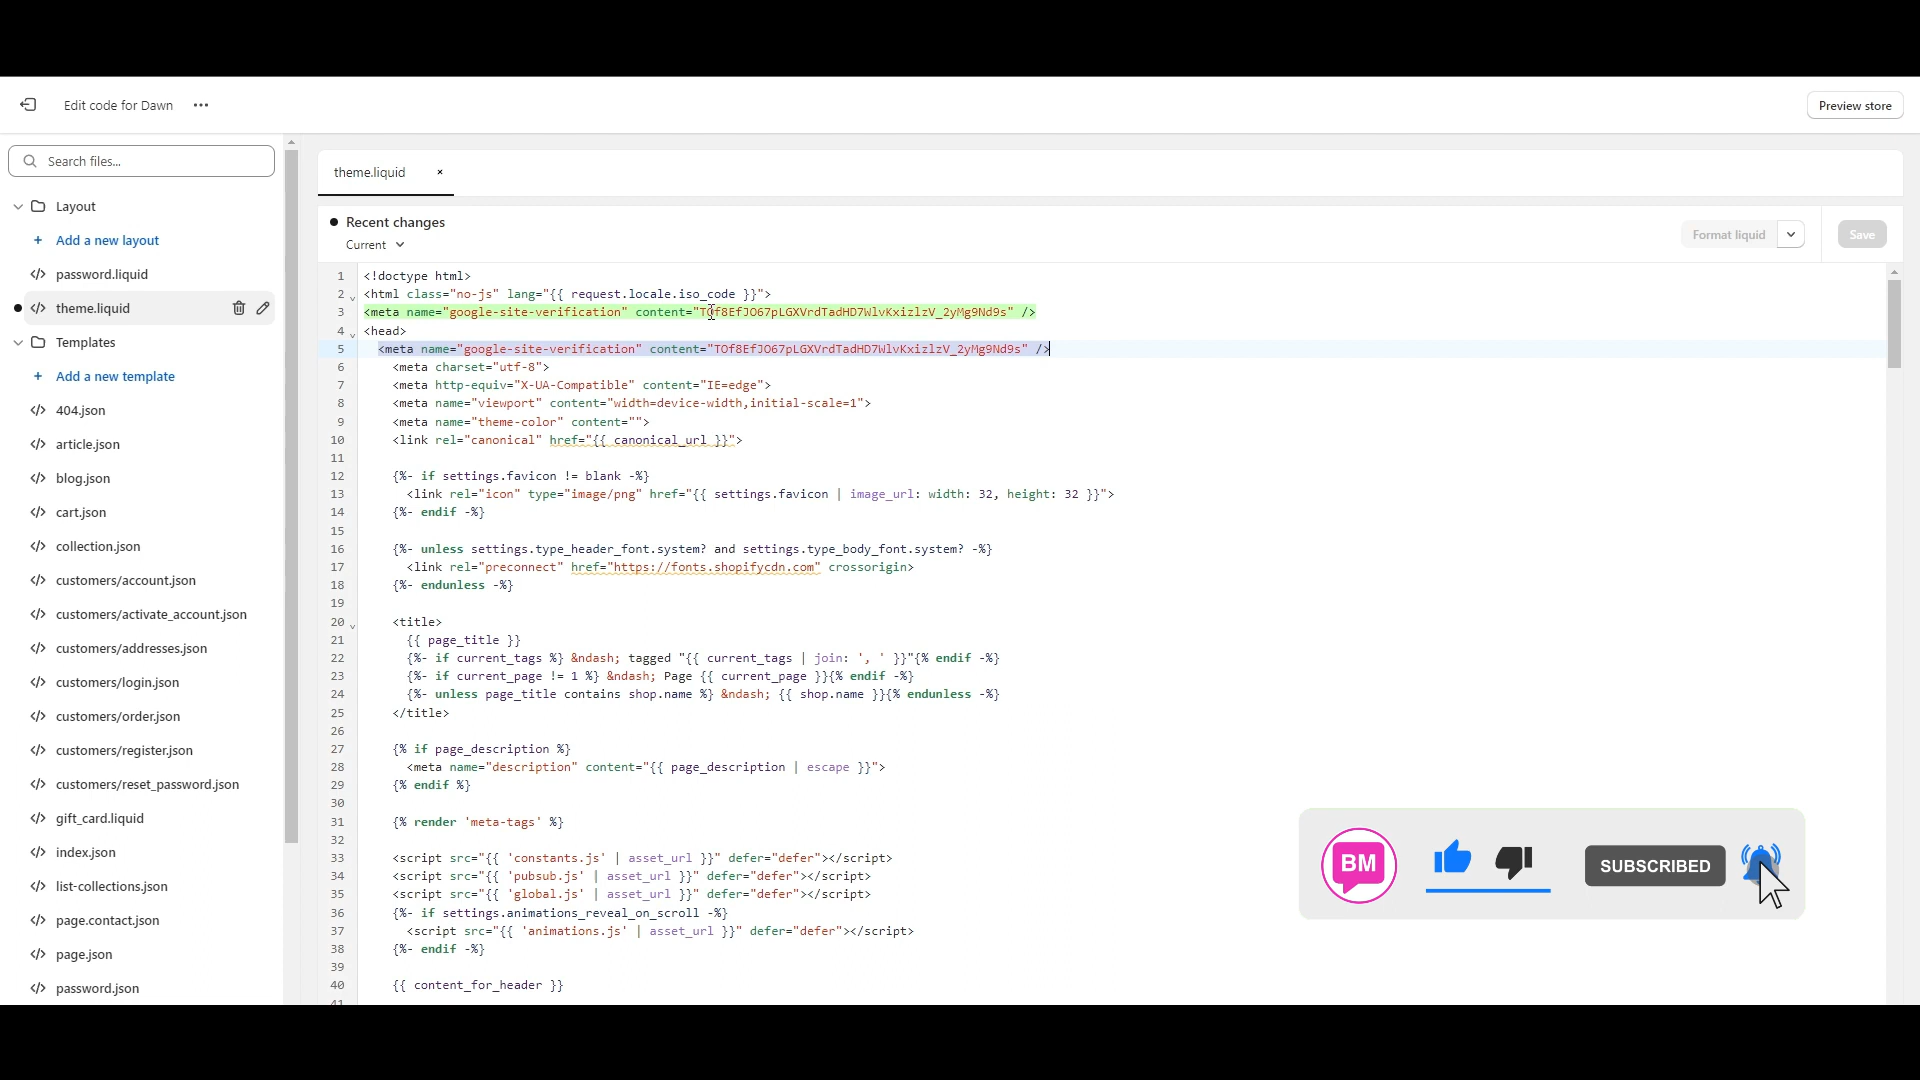 Edit code for Dawn
Preview store
Search files...
Layout
Add a new layout
password.liquid
theme.liquid
Templates
Add a new template
404.json
article.json
blog.json
cart.json
collection.json
customers/account.json
customers/activate_account.json
customers/addresses.json
customers/login.json
customers/order.json
customers/register.json
customers/reset_password.json
gift_card.liquid
index.json
list-collections.json
page.contact.json
page.json
password.json
theme.liquid
Recent changes
Current
Format liquid
Save
1 <!doctype html>
2 <html class="no-js" lang="{{ request.locale.iso_code }}">
3 <meta name="google-site-verification" content="TOf8EfJO67pLGXVrdTadHD7WlvKxizlzV_2yMg9Nd9s" />
4 <head>
5 <meta name="google-site-verification" content="TOf8EfJO67pLGXVrdTadHD7WlvKxizlzV_2yMg9Nd9s" />
6 <meta charset="utf-8">
7 <meta http-equiv="X-UA-Compatible" content="IE=edge">
8 <meta name="viewport" content="width=device-width,initial-scale=1">
9 <meta name="theme-color" content="">
10 <link rel="canonical" href="{{ canonical_url }}">
11
12 {%- if settings.favicon != blank -%}
13 <link rel="icon" type="image/png" href="{{ settings.favicon | image_url: width: 32, height: 32 }}">
14 {%- endif -%}
15
16 {%- unless settings.type_header_font.system? and settings.type_body_font.system? -%}
17 <link rel="preconnect" href="https://fonts.shopifycdn.com" crossorigin>
18 {%- endunless -%}
19
20 <title>
21 {{ page_title }}
22 {%- if current_tags %} &ndash; tagged "{{ current_tags | join: ', ' }}"{% endif -%}
23 {%- if current_page != 1 %} &ndash; Page {{ current_page }}{% endif -%}
24 {%- unless page_title contains shop.name %} &ndash; {{ shop.name }}{% endunless -%}
25 </title>
26
27 {% if page_description %}
28 <meta name="description" content="{{ page_description | escape }}">
29 {% endif %}
30
31 {% render 'meta-tags' %}
32
33 <script src="{{ 'constants.js' | asset_url }}" defer="defer"></script>
34 <script src="{{ 'pubsub.js' | asset_url }}" defer="defer"></script>
35 <script src="{{ 'global.js' | asset_url }}" defer="defer"></script>
36 {%- if settings.animations_reveal_on_scroll -%}
37 <script src="{{ 'animations.js' | asset_url }}" defer="defer"></script>
38 {%- endif -%}
39
40 {{ content_for_header }}
41
BM
SUBSCRIBED